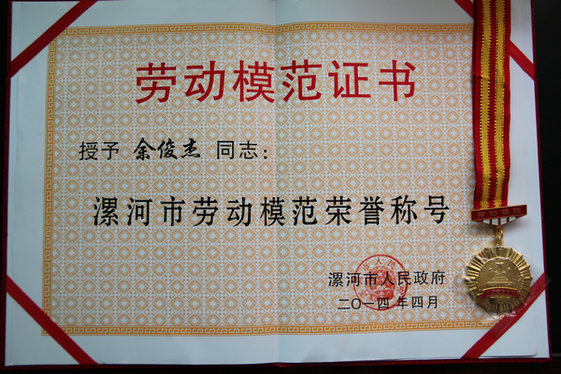 劳动模范证书
授予 余俊杰 同志：
漯河市劳动模范荣誉称号
漯河市人民政府
二〇一四年四月